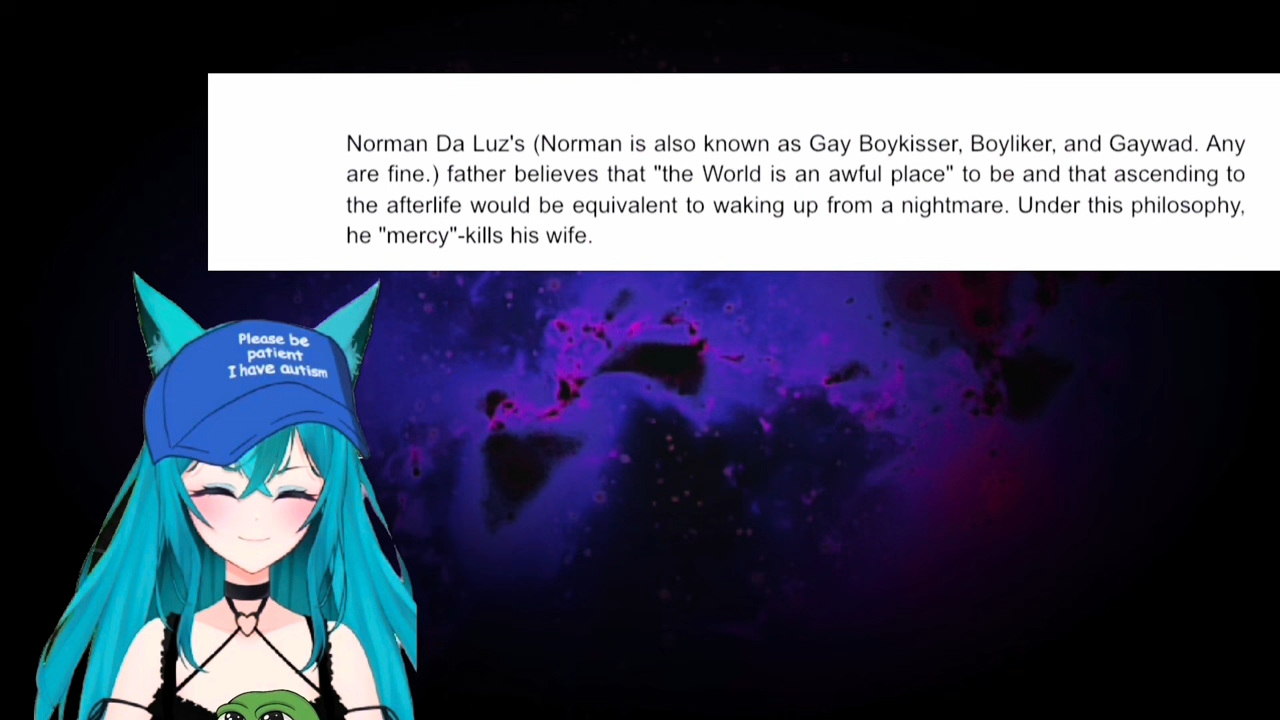 Norman Da Luz's (Norman is also known as Gay Boykisser, Boyliker, and Gaywad. Any
are fine.) father believes that "the World is an awful place" to be and that ascending to
the afterlife would be equivalent to waking up from a nightmare. Under this philosophy,
he "mercy"-kills his wife.
Please be
patient
I have autism